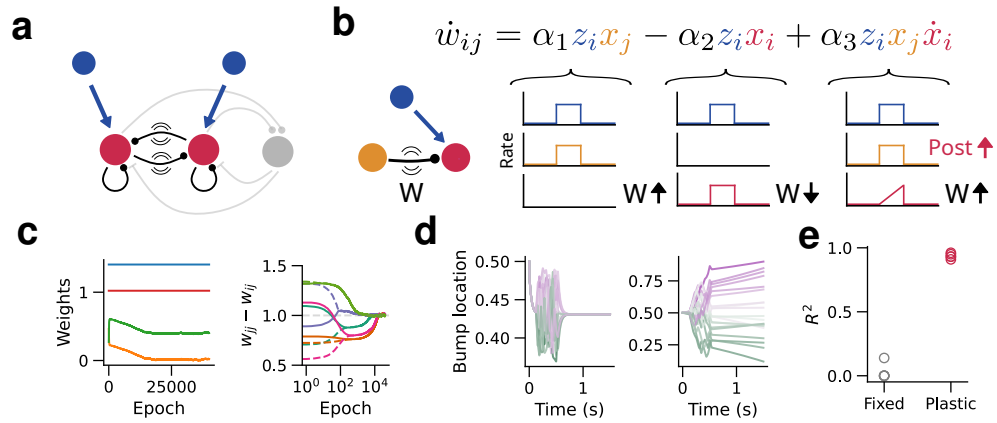 a
b
ẇij = α1zixj − α2zixi + α3zixjẋi
W
Rate
W
W
Post
W
c
Weights
1
0
0
25000
Epoch
wjj − wij
1.5
1.0
0.5
10^0
10^2
10^4
Epoch
d
Bump location
0.50
0.45
0.40
0
1
Time (s)
0.75
0.50
0.25
0
1
Time (s)
e
R^2
1.0
0.5
0.0
Fixed
Plastic